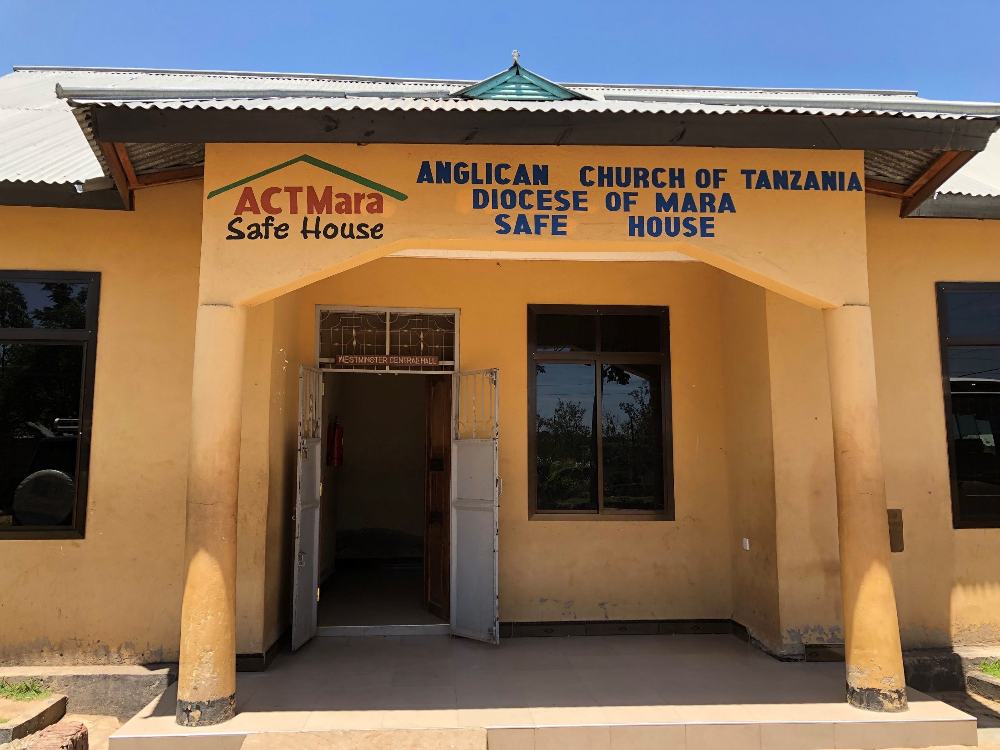 ACTMara
Safe House
ANGLICAN CHURCH OF TANZANIA
DIOCESE OF MARA
SAFE HOUSE
WESTMINSTER CENTRAL HALL